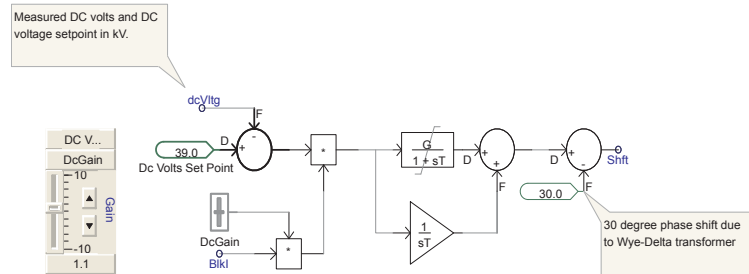 Measured DC volts and DC
voltage setpoint in kV.
dcVltg
F
-
D
+
39.0
Dc Volts Set Point
*
G
1 + sT
D
+
+
F
D
+
-
F
Shft
30.0
1
sT
DcGain
BlkI
*
DC V...
DcGain
10
Gain
-10
1.1
30 degree phase shift due
to Wye-Delta transformer